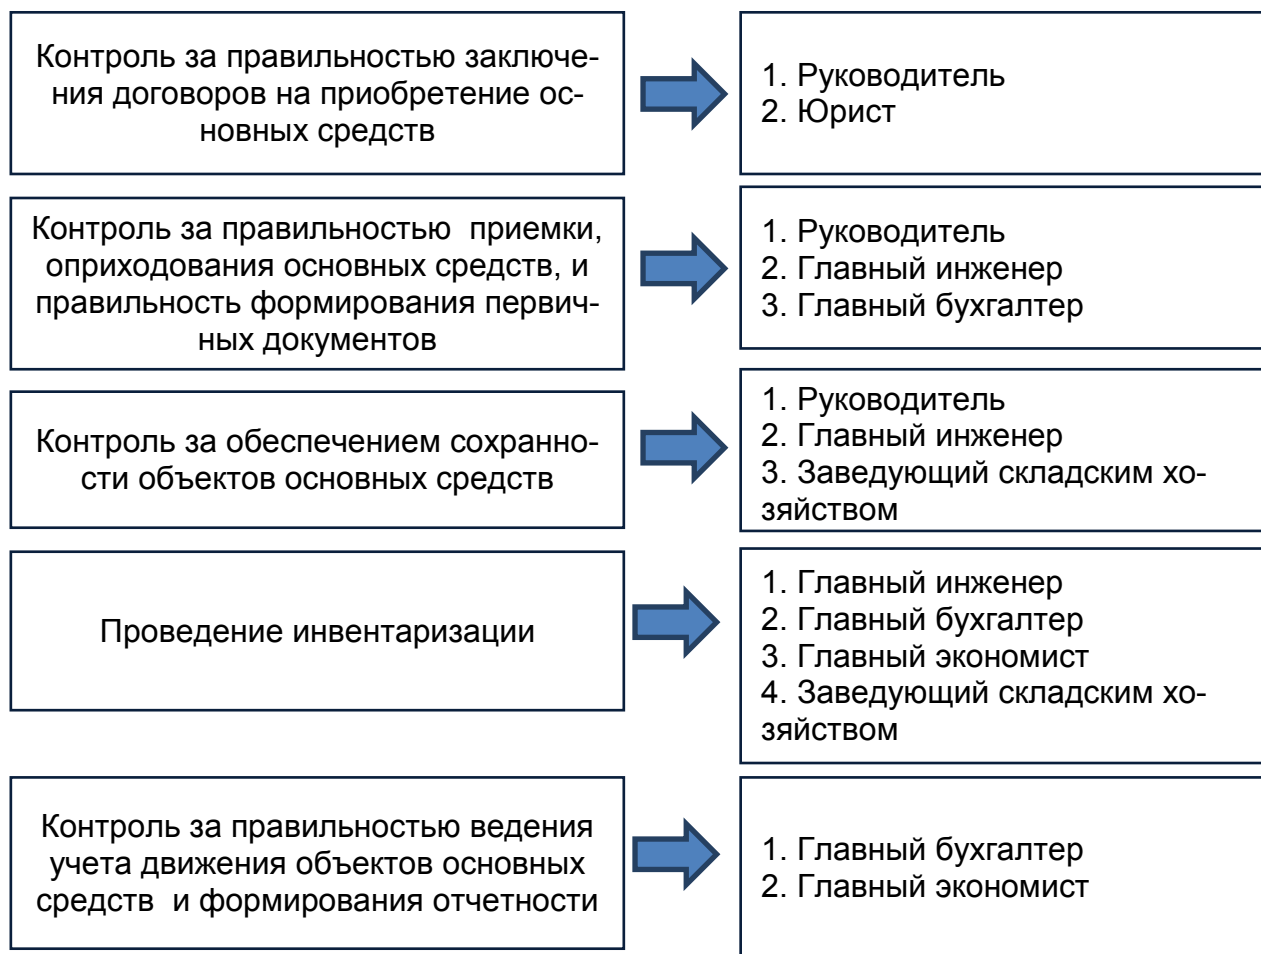 Контроль за правильностью заключе-
ния договоров на приобретение ос-
новных средств
1. Руководитель
2. Юрист
Контроль за правильностью  приемки,
оприходования основных средств, и
правильность формирования первич-
ных документов
1. Руководитель
2. Главный инженер
3. Главный бухгалтер
Контроль за обеспечением сохранно-
сти объектов основных средств
1. Руководитель
2. Главный инженер
3. Заведующий складским хо-
зяйством
Проведение инвентаризации
1. Главный инженер
2. Главный бухгалтер
3. Главный экономист
4. Заведующий складским хо-
зяйством
Контроль за правильностью ведения
учета движения объектов основных
средств  и формирования отчетности
1. Главный бухгалтер
2. Главный экономист